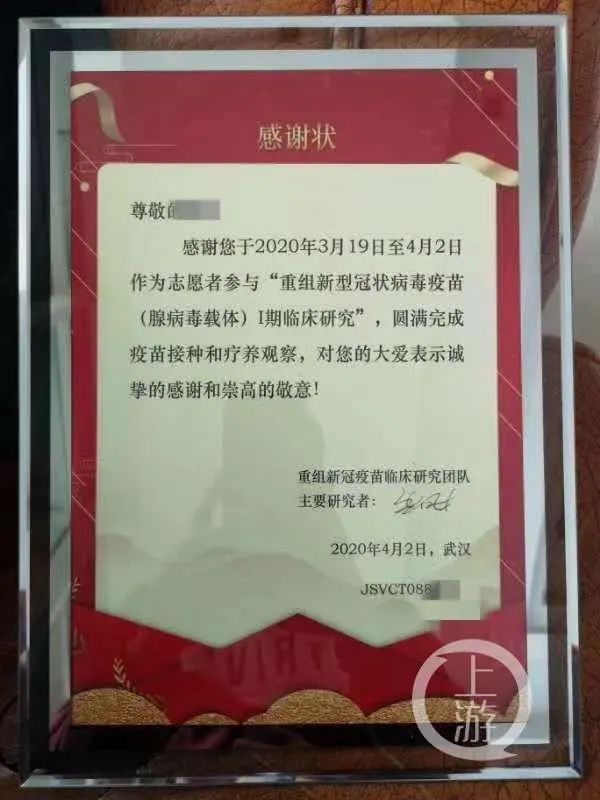 感谢状
尊敬的
感谢您于2020年3月19日至4月2日
作为志愿者参与“重组新型冠状病毒疫苗
（腺病毒载体）I期临床研究”，圆满完成
疫苗接种和疗养观察，对您的大爱表示诚
挚的感谢和崇高的敬意！
重组新冠疫苗临床研究团队
主要研究者：
2020年4月2日，武汉
JSVCT088
上游